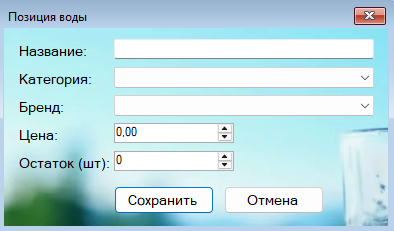 Позиция воды
Название:
Категория:
Бренд:
Цена: 0,00
Остаток (шт): 0
Сохранить Отмена